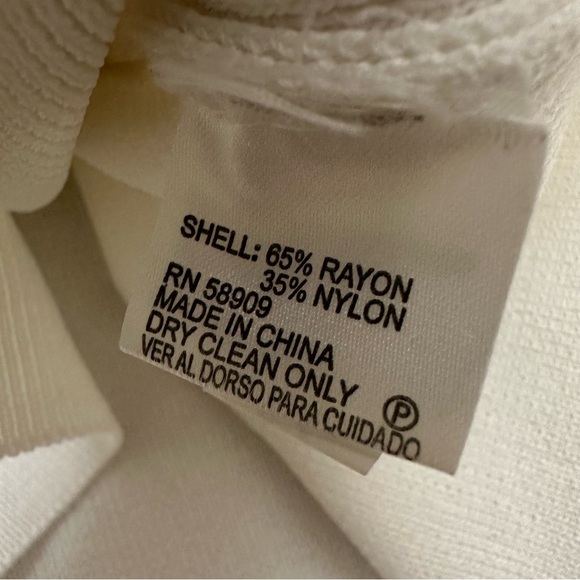 SHELL: 65% RAYON
35% NYLON
RN 58909
MADE IN CHINA
DRY CLEAN ONLY
VER AL DORSO PARA CUIDADO
P